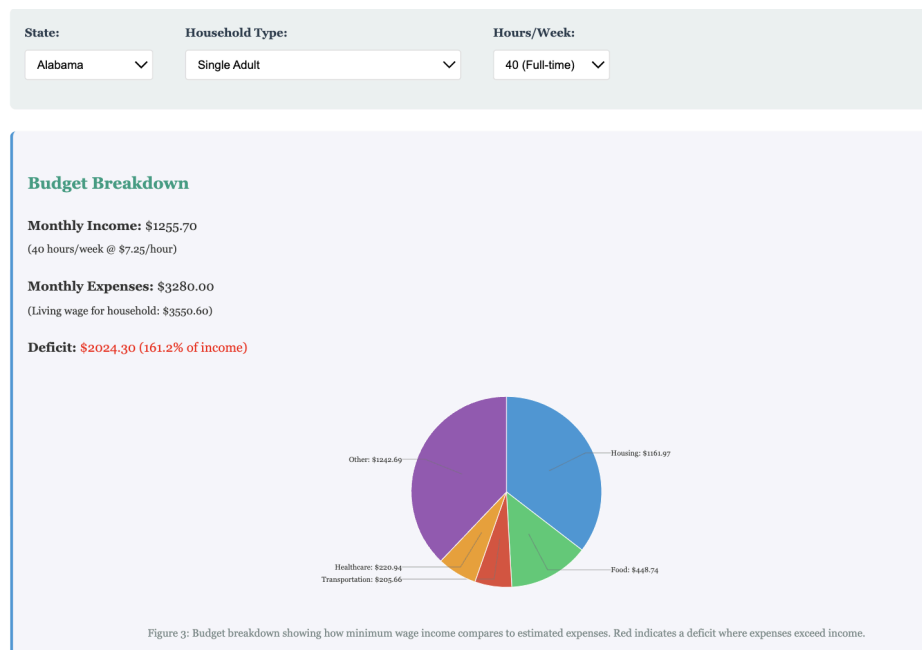 State: Household Type: Hours/Week:
Alabama Single Adult 40 (Full-time)
Budget Breakdown
Monthly Income: $1255.70
(40 hours/week @ $7.25/hour)
Monthly Expenses: $3280.00
(Living wage for household: $3550.60)
Deficit: $2024.30 (161.2% of income)
Other: $1242.69
Housing: $1161.97
Healthcare: $220.94
Transportation: $205.66
Food: $448.74
Figure 3: Budget breakdown showing how minimum wage income compares to estimated expenses. Red indicates a deficit where expenses exceed income.